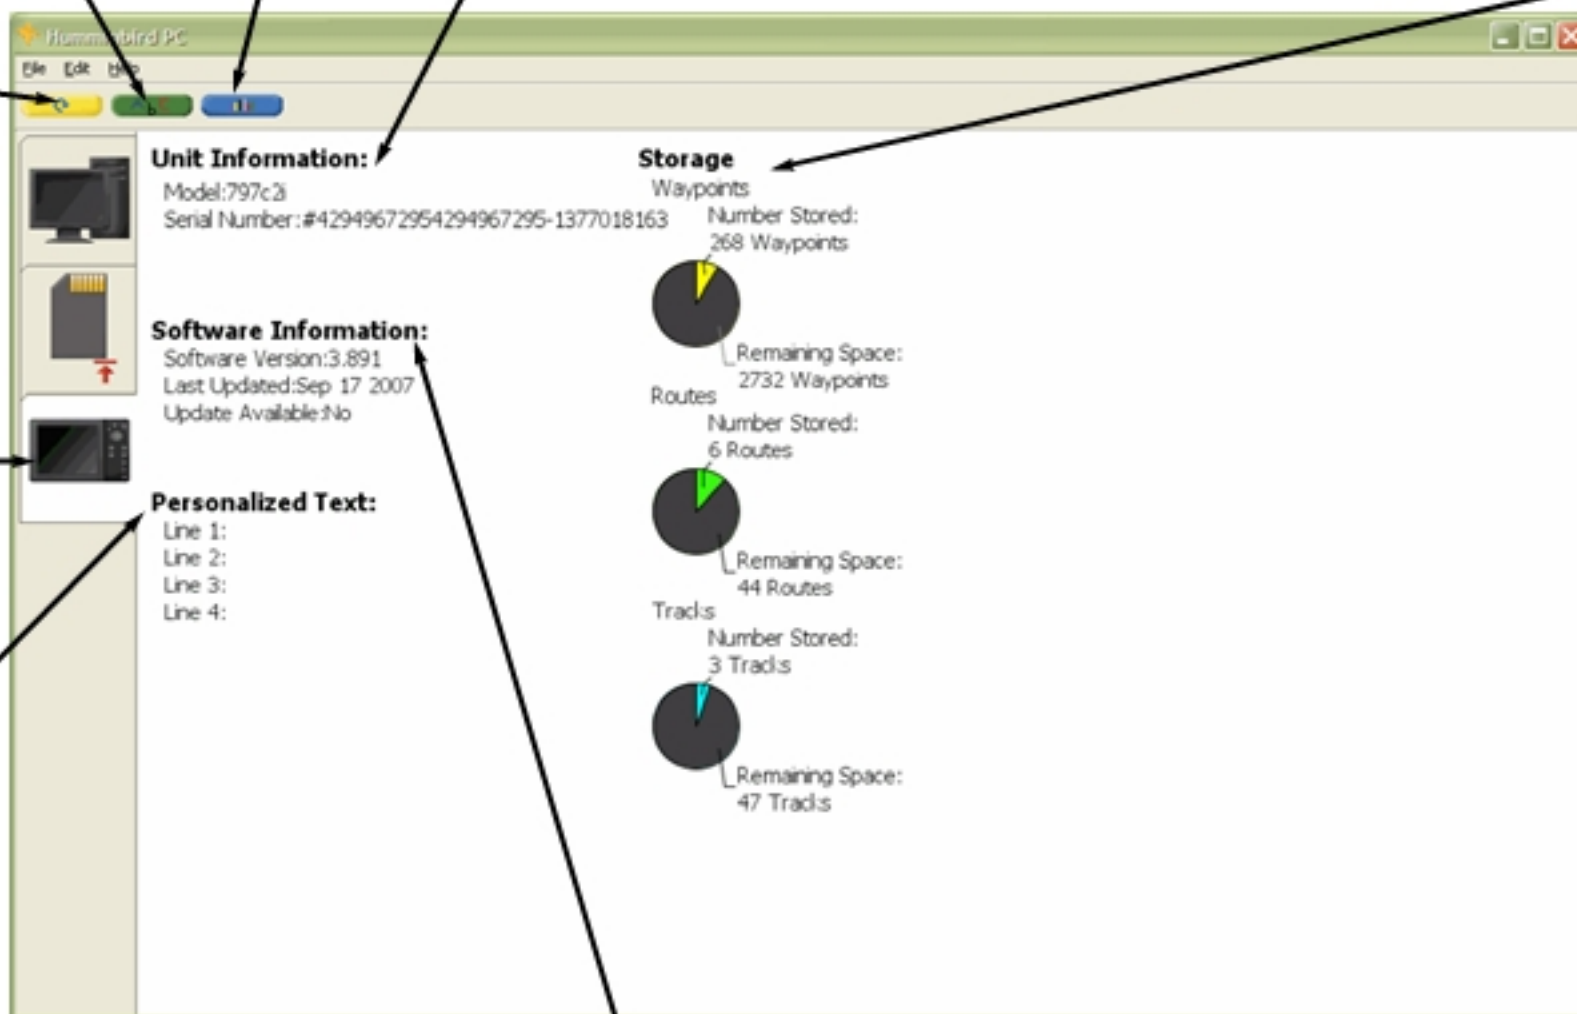 Humminbird PC
File Edit Help
Unit Information:
Model:797c2i
Serial Number:#42949672954294967295-1377018163
Software Information:
Software Version:3.891
Last Updated:Sep 17 2007
Update Available:No
Personalized Text:
Line 1:
Line 2:
Line 3:
Line 4:
Storage
Waypoints
Number Stored:
268 Waypoints
Remaining Space:
2732 Waypoints
Routes
Number Stored:
6 Routes
Remaining Space:
44 Routes
Tracks
Number Stored:
3 Tracks
Remaining Space:
47 Tracks